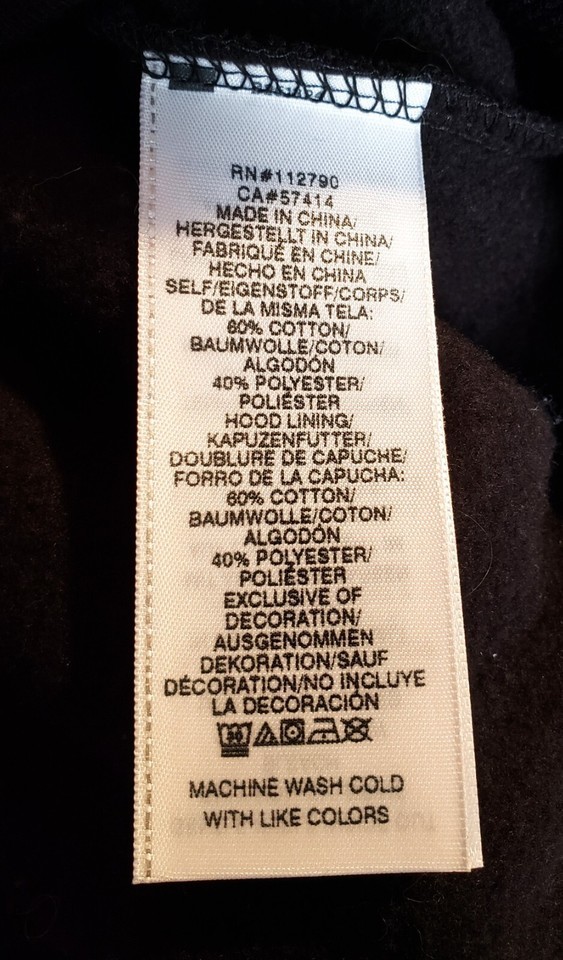 RN#112790
CA#57414
MADE IN CHINA/
HERGESTELLT IN CHINA/
FABRIQUÉ EN CHINE/
HECHO EN CHINA
SELF/EIGENSTOFF/CORPS/
DE LA MISMA TELA:
60% COTTON/
BAUMWOLLE/COTON/
ALGODÓN
40% POLYESTER/
POLIÉSTER
HOOD LINING/
KAPUZENFUTTER/
DOUBLURE DE CAPUCHE/
FORRO DE LA CAPUCHA:
60% COTTON/
BAUMWOLLE/COTON/
ALGODÓN
40% POLYESTER/
POLIÉSTER
EXCLUSIVE OF
DECORATION/
AUSGENOMMEN
DEKORATION/SAUF
DÉCORATION/NO INCLUYE
LA DECORACIÓN
MACHINE WASH COLD
WITH LIKE COLORS